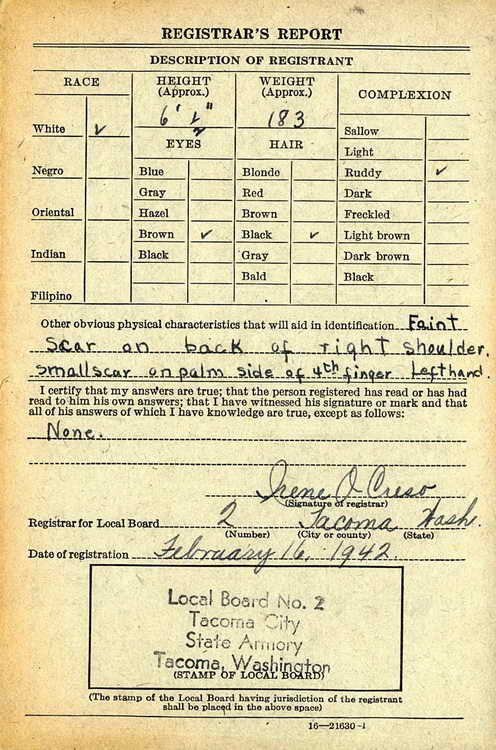 REGISTRAR'S REPORT
DESCRIPTION OF REGISTRANT
RACE
HEIGHT
(Approx.)
WEIGHT
(Approx.)
COMPLEXION
6' ½"
183
White ✓
EYES
HAIR
Sallow
Light
Negro
Blue
Blonde
Ruddy ✓
Gray
Red
Dark
Oriental
Hazel
Brown
Freckled
Brown ✓
Black ✓
Light brown
Indian
Black
Gray
Dark brown
Bald
Black
Filipino
Other obvious physical characteristics that will aid in identification Faint
Scar on back of right shoulder.
Small scar on palm side of 4th finger Left hand.
I certify that my answers are true; that the person registered has read or has had
read to him his own answers; that I have witnessed his signature or mark and that
all of his answers of which I have knowledge are true, except as follows:
None.
Irene O Creso
(Signature of registrar)
Registrar for Local Board 2 Tacoma Wash.
(Number) (City or county) (State)
Date of registration February 16, 1942.
Local Board No. 2
Tacoma City
State Armory
Tacoma, Washington
(STAMP OF LOCAL BOARD)
(The stamp of the Local Board having jurisdiction of the registrant
shall be placed in the above space)
16—21630-1